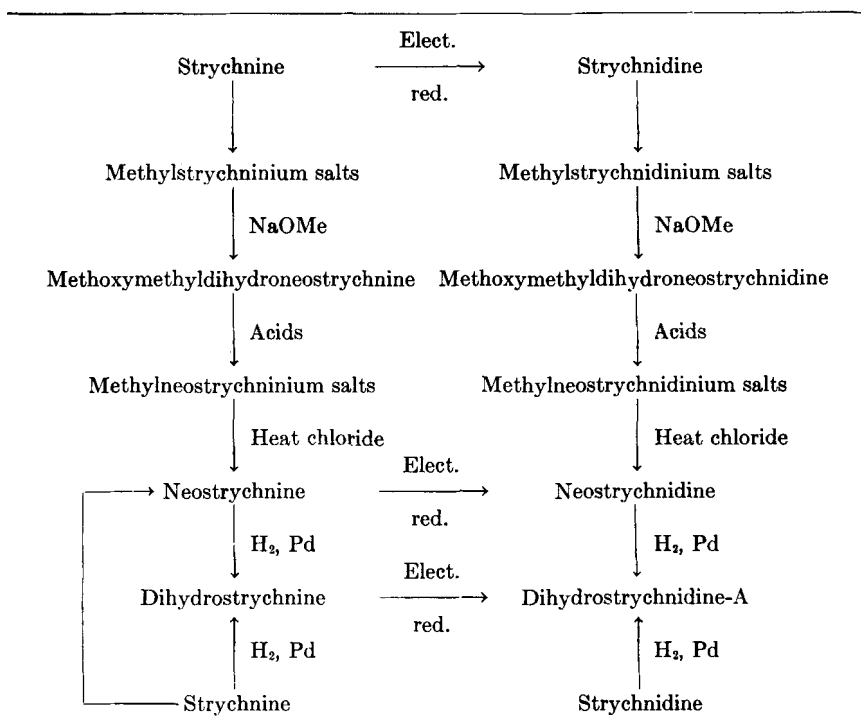 Elect.
Strychnine Strychnidine
red.
Methylstrychninium salts Methylstrychnidinium salts
NaOMe NaOMe
Methoxymethyldihydroneostrychnine Methoxymethyldihydroneostrychnidine
Acids Acids
Methylneostrychninium salts Methylneostrychnidinium salts
Heat chloride Heat chloride
Elect.
Neostrychnine Neostrychnidine
red.
H₂, Pd H₂, Pd
Elect.
Dihydrostrychnine Dihydrostrychnidine-A
red.
H₂, Pd H₂, Pd
Strychnine Strychnidine